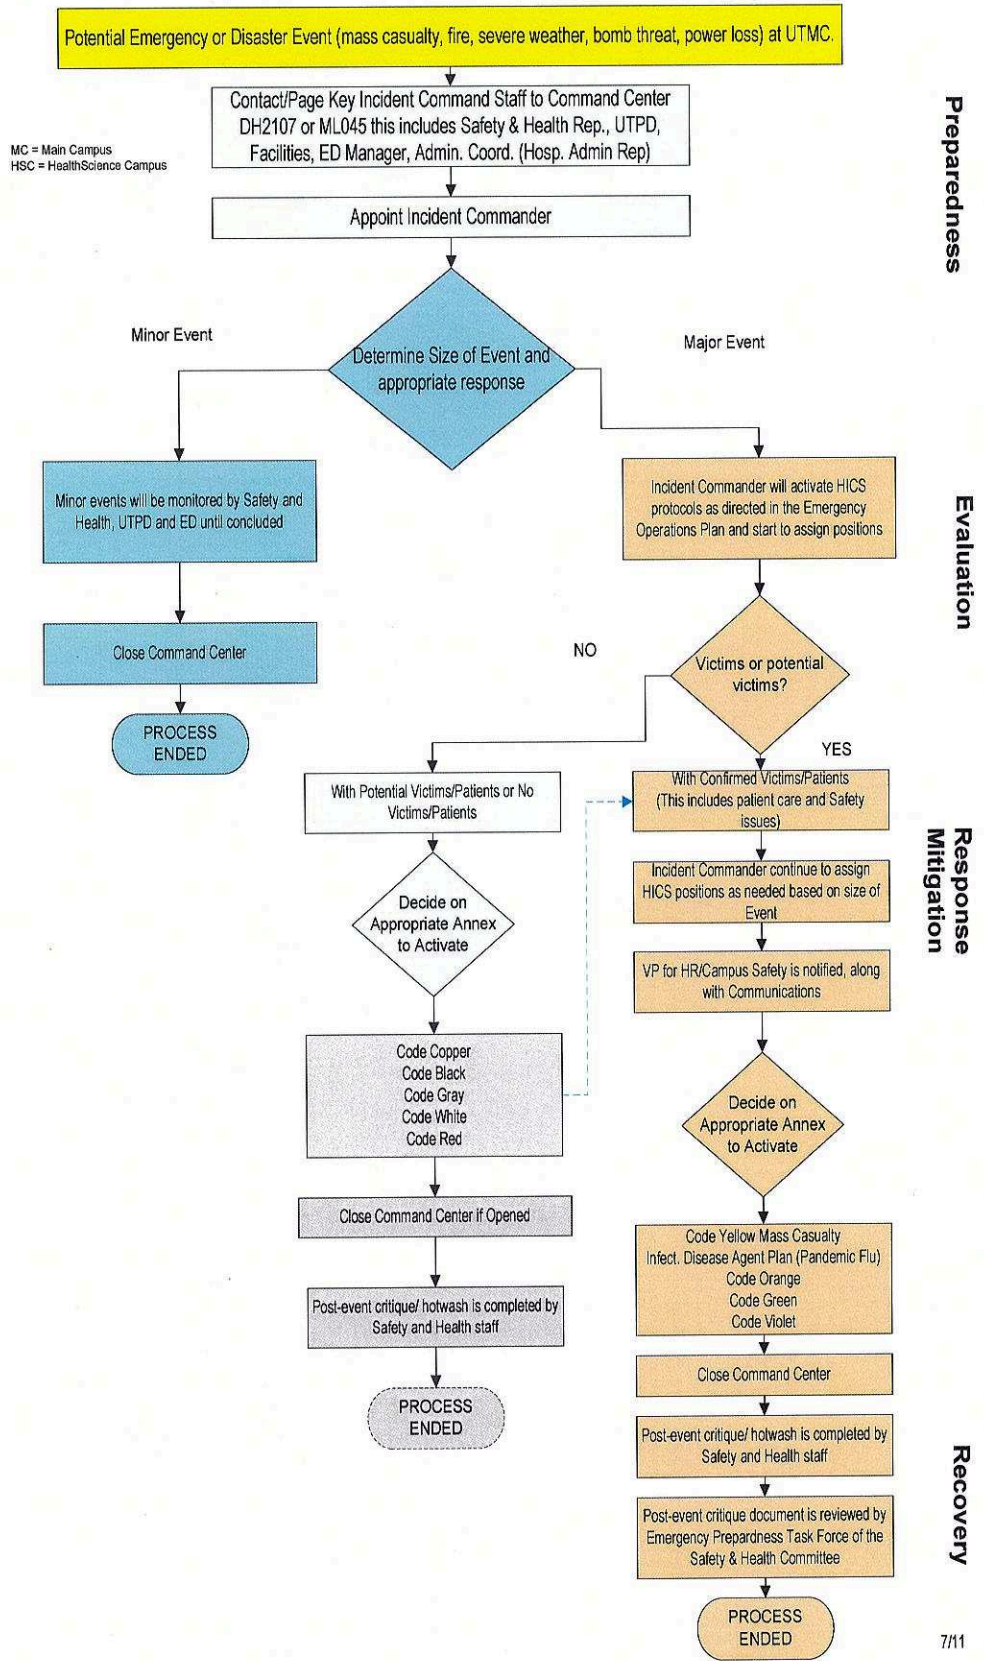 Potential Emergency or Disaster Event (mass casualty, fire, severe weather, bomb threat, power loss) at UTMC.
Contact/Page Key Incident Command Staff to Command Center
DH2107 or ML045 this includes Safety & Health Rep., UTPD,
Facilities, ED Manager, Admin. Coord. (Hosp. Admin Rep)
MC = Main Campus
HSC = HealthScience Campus
Appoint Incident Commander
Preparedness
Minor Event
Major Event
Determine Size of Event and
appropriate response
Minor events will be monitored by Safety and
Health, UTPD and ED until concluded
Close Command Center
PROCESS
ENDED
Incident Commander will activate HICS
protocols as directed in the Emergency
Operations Plan and start to assign positions
Evaluation
Victims or potential
victims?
NO
YES
With Potential Victims/Patients or No
Victims/Patients
Decide on
Appropriate Annex
to Activate
Code Copper
Code Black
Code Gray
Code White
Code Red
Close Command Center if Opened
Post-event critique/ hotwash is completed by
Safety and Health staff
PROCESS
ENDED
With Confirmed Victims/Patients
(This includes patient care and Safety
issues)
Incident Commander continue to assign
HICS positions as needed based on size of
Event
VP for HR/Campus Safety is notified, along
with Communications
Response
Mitigation
Decide on
Appropriate Annex
to Activate
Code Yellow Mass Casualty
Infect. Disease Agent Plan (Pandemic Flu)
Code Orange
Code Green
Code Violet
Close Command Center
Post-event critique/ hotwash is completed by
Safety and Health staff
Post-event critique document is reviewed by
Emergency Prepardness Task Force of the
Safety & Health Committee
Recovery
PROCESS
ENDED
7/11